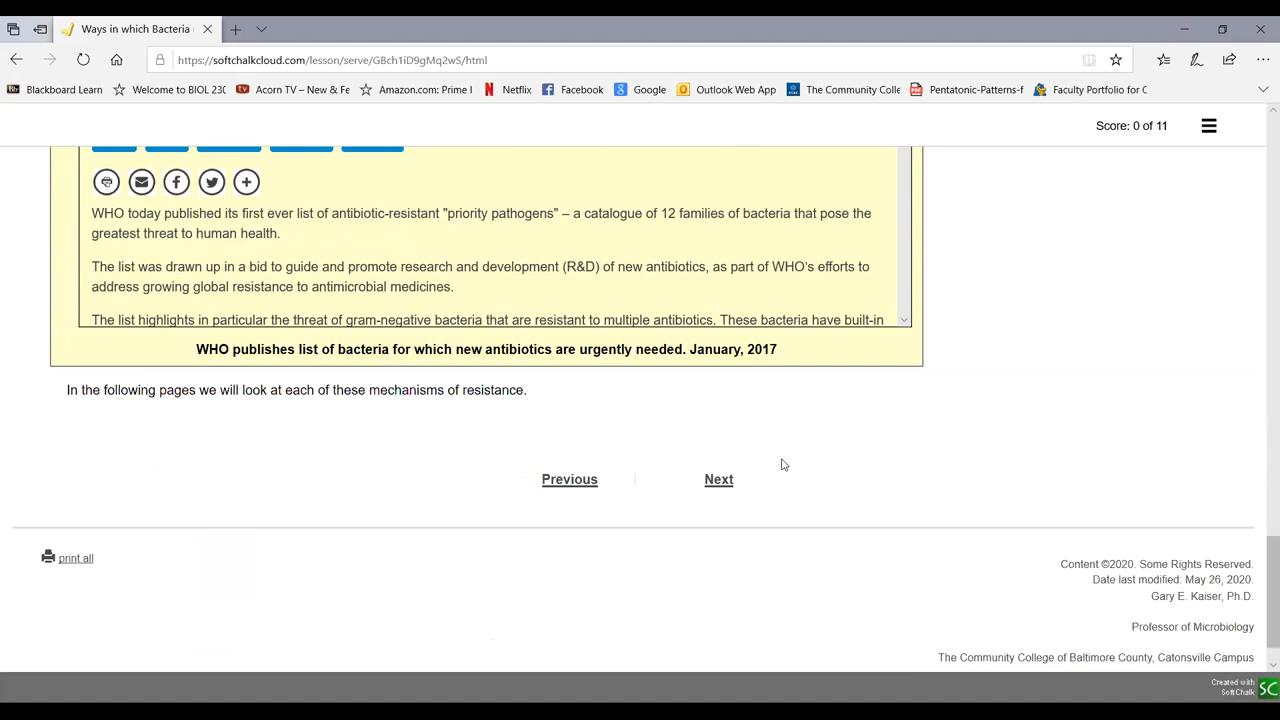 Ways in which Bacteria
https://softchalkcloud.com/lesson/serve/GBch1iD9gMq2wS/html
Blackboard Learn
Welcome to BIOL 230
Acorn TV – New & Fe
Amazon.com: Prime I
Netflix
Facebook
Google
Outlook Web App
The Community Colle
Pentatonic-Patterns-f
Faculty Portfolio for C
Score: 0 of 11
WHO today published its first ever list of antibiotic-resistant "priority pathogens" – a catalogue of 12 families of bacteria that pose the
greatest threat to human health.
The list was drawn up in a bid to guide and promote research and development (R&D) of new antibiotics, as part of WHO's efforts to
address growing global resistance to antimicrobial medicines.
The list highlights in particular the threat of gram-negative bacteria that are resistant to multiple antibiotics. These bacteria have built-in
WHO publishes list of bacteria for which new antibiotics are urgently needed. January, 2017
In the following pages we will look at each of these mechanisms of resistance.
Previous
Next
print all
Content ©2020. Some Rights Reserved.
Date last modified: May 26, 2020.
Gary E. Kaiser, Ph.D.
Professor of Microbiology
The Community College of Baltimore County, Catonsville Campus
Created with
SoftChalk
SC